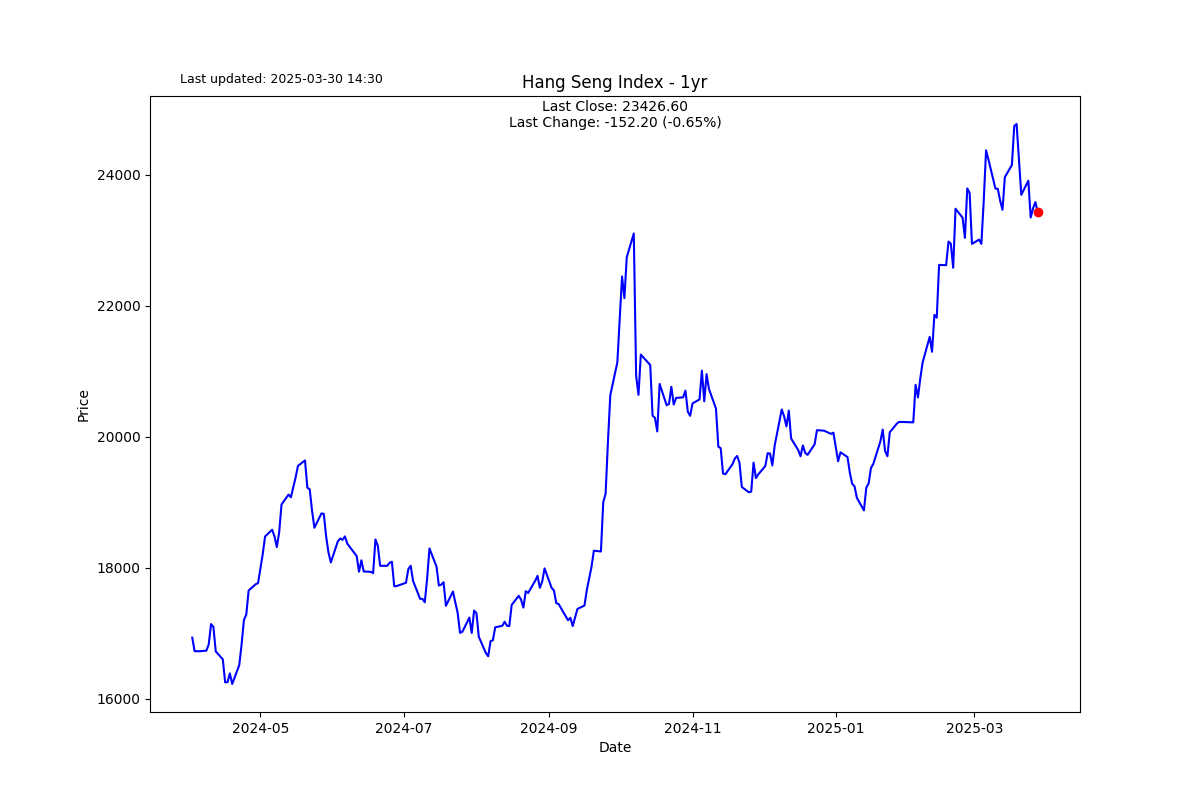 Last updated: 2025-03-30 14:30
Hang Seng Index - 1yr
Last Close: 23426.60
Last Change: -152.20 (-0.65%)
24000
22000
20000
18000
16000
Price
2024-05
2024-07
2024-09
2024-11
2025-01
2025-03
Date